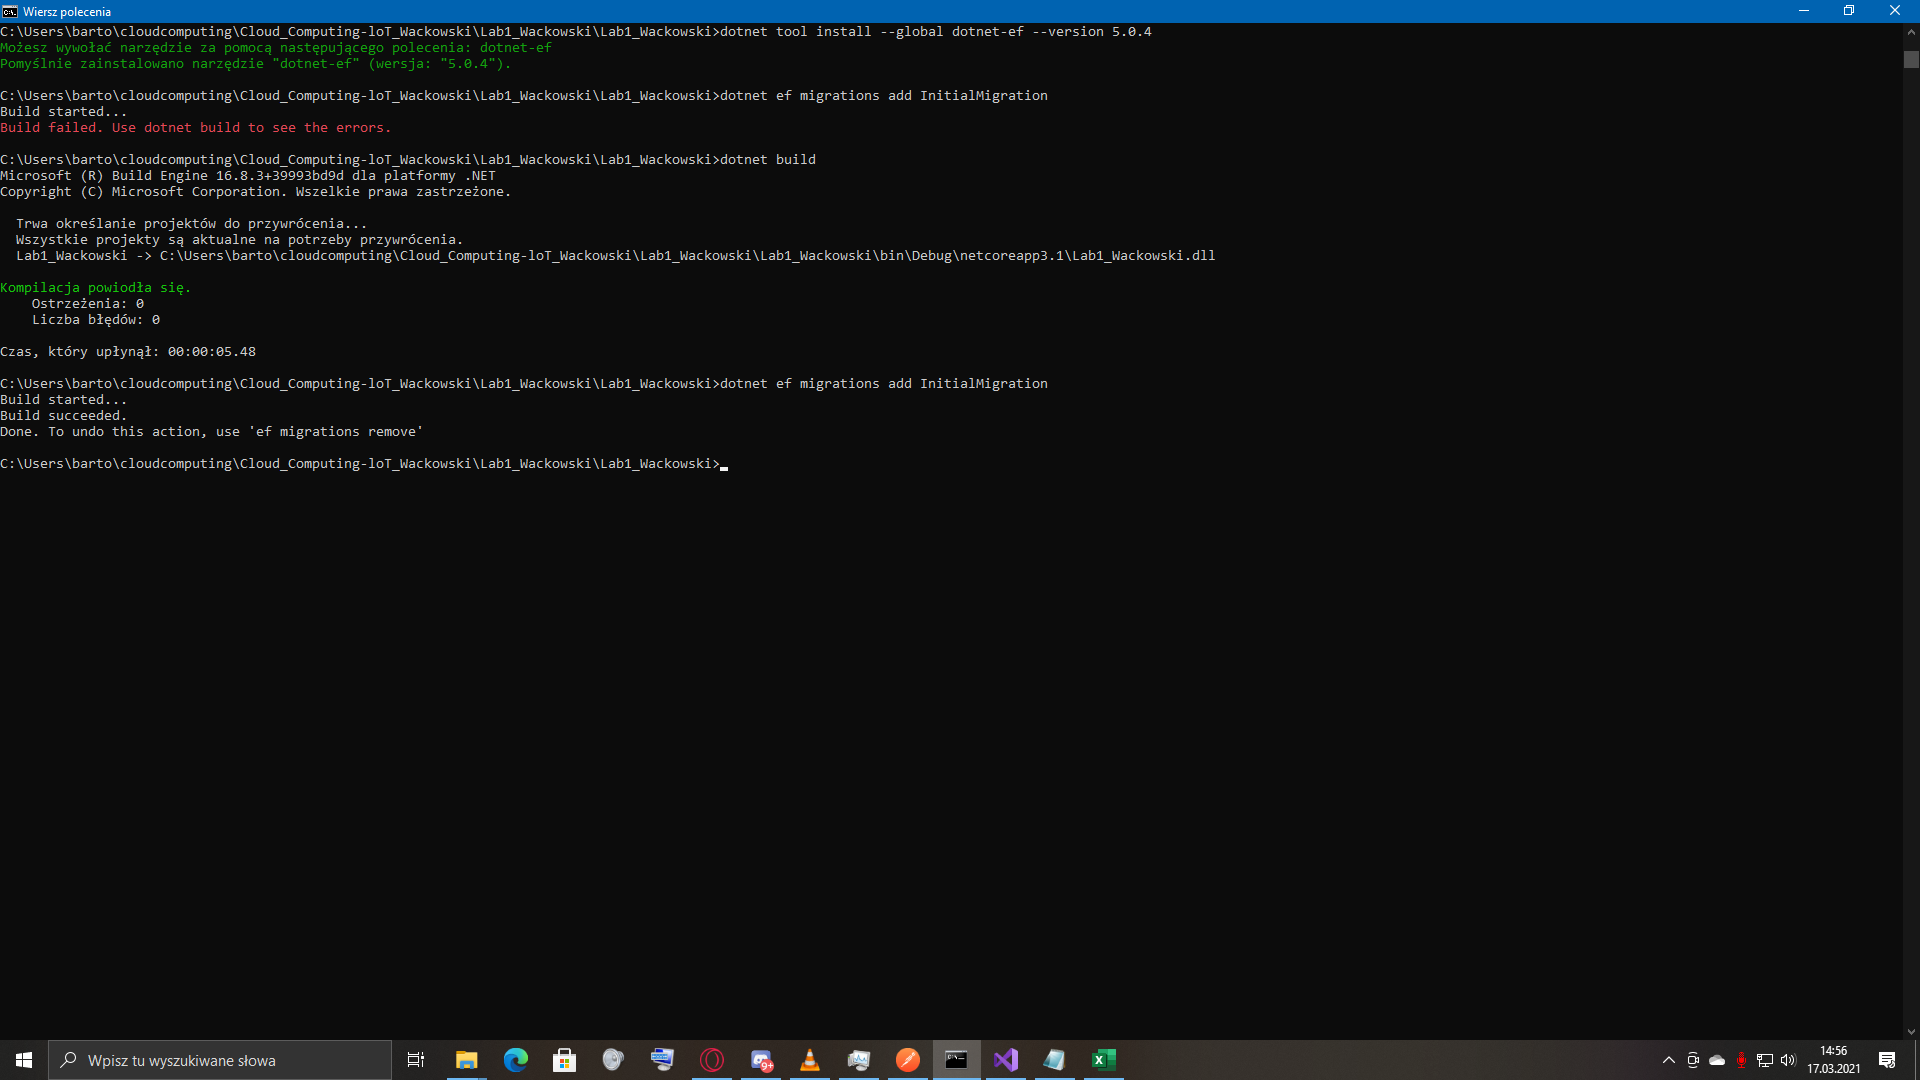 Wiersz polecenia
C:\Users\barto\cloudcomputing\Cloud_Computing-loT_Wackowski\Lab1_Wackowski\Lab1_Wackowski>dotnet tool install --global dotnet-ef --version 5.0.4
Możesz wywołać narzędzie za pomocą następującego polecenia: dotnet-ef
Pomyślnie zainstalowano narzędzie "dotnet-ef" (wersja: "5.0.4").
C:\Users\barto\cloudcomputing\Cloud_Computing-loT_Wackowski\Lab1_Wackowski\Lab1_Wackowski>dotnet ef migrations add InitialMigration
Build started...
Build failed. Use dotnet build to see the errors.
C:\Users\barto\cloudcomputing\Cloud_Computing-loT_Wackowski\Lab1_Wackowski\Lab1_Wackowski>dotnet build
Microsoft (R) Build Engine 16.8.3+39993bd9d dla platformy .NET
Copyright (C) Microsoft Corporation. Wszelkie prawa zastrzeżone.
Trwa określanie projektów do przywrócenia...
Wszystkie projekty są aktualne na potrzeby przywrócenia.
Lab1_Wackowski -> C:\Users\barto\cloudcomputing\Cloud_Computing-loT_Wackowski\Lab1_Wackowski\Lab1_Wackowski\bin\Debug\netcoreapp3.1\Lab1_Wackowski.dll
Kompilacja powiodła się.
Ostrzeżenia: 0
Liczba błędów: 0
Czas, który upłynął: 00:00:05.48
C:\Users\barto\cloudcomputing\Cloud_Computing-loT_Wackowski\Lab1_Wackowski\Lab1_Wackowski>dotnet ef migrations add InitialMigration
Build started...
Build succeeded.
Done. To undo this action, use 'ef migrations remove'
C:\Users\barto\cloudcomputing\Cloud_Computing-loT_Wackowski\Lab1_Wackowski\Lab1_Wackowski>
Wpisz tu wyszukiwane słowa
9+
14:56
17.03.2021